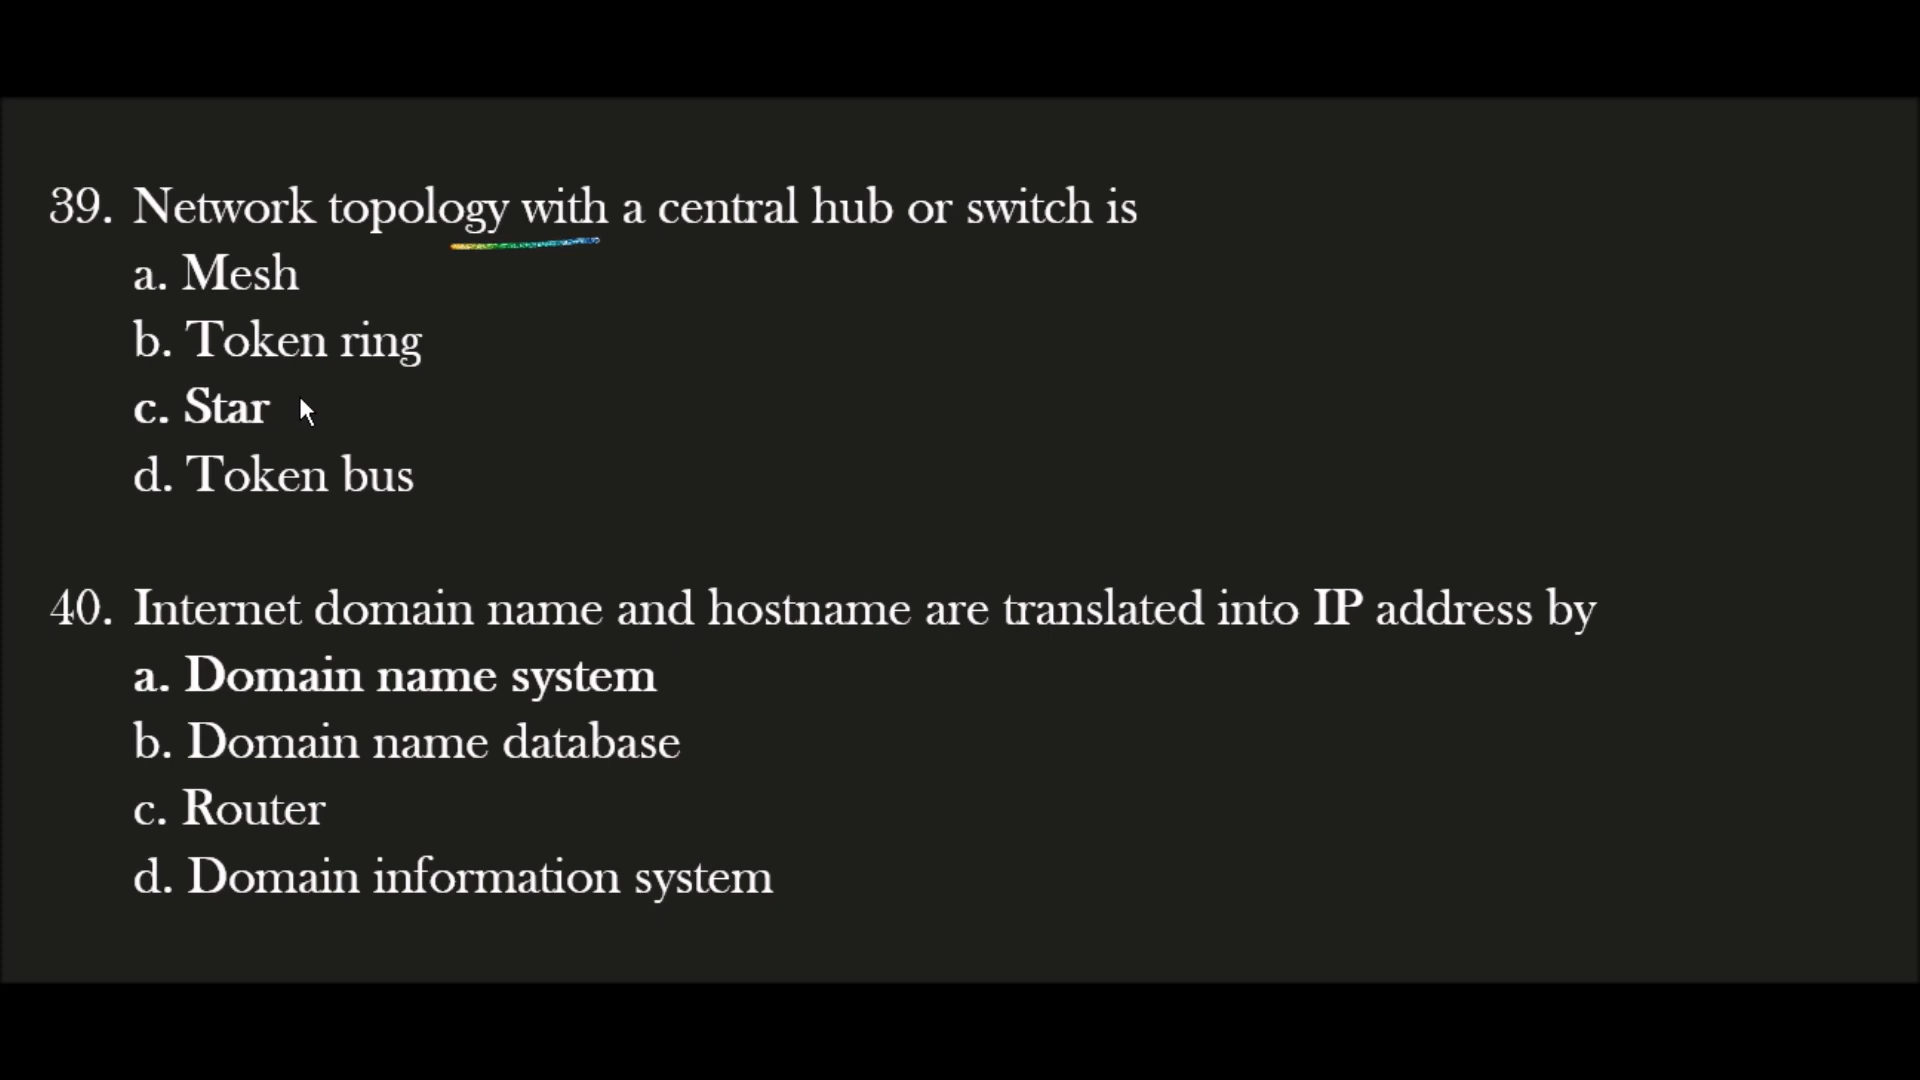 39. Network topology with a central hub or switch is
a. Mesh
b. Token ring
c. Star
d. Token bus
40. Internet domain name and hostname are translated into IP address by
a. Domain name system
b. Domain name database
c. Router
d. Domain information system